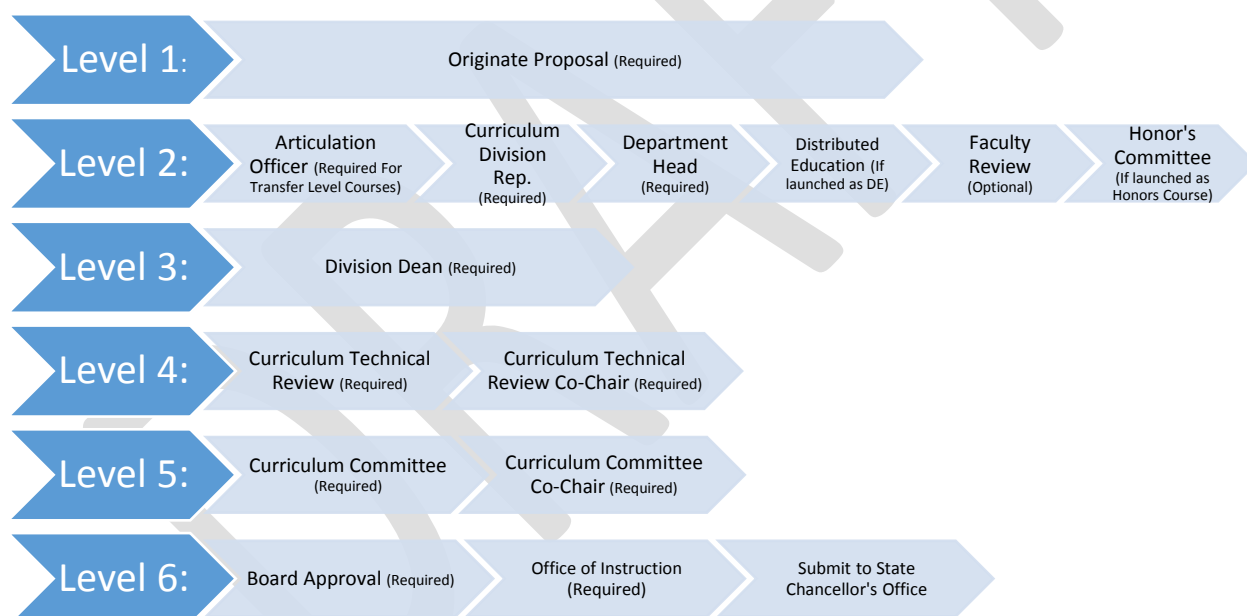 Level 1:
Originate Proposal (Required)
Level 2:
Articulation
Officer (Required For
Transfer Level Courses)
Curriculum
Division
Rep.
(Required)
Department
Head
(Required)
Distributed
Education (If
launched as DE)
Faculty
Review
(Optional)
Honor's
Committee
(If launched as
Honors Course)
Level 3:
Division Dean (Required)
Level 4:
Curriculum Technical
Review (Required)
Curriculum Technical
Review Co-Chair (Required)
Level 5:
Curriculum Committee
(Required)
Curriculum Committee
Co-Chair (Required)
Level 6:
Board Approval (Required)
Office of Instruction
(Required)
Submit to State
Chancellor's Office
DRAFT